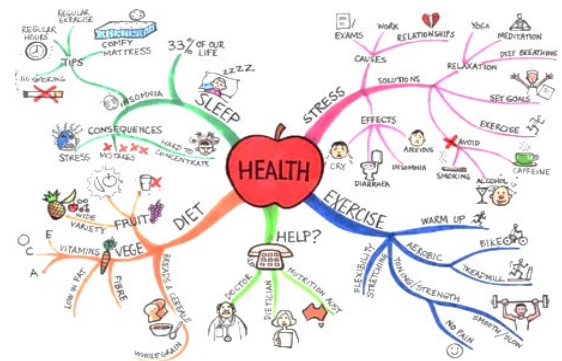 HEALTH
SLEEP
33% OF OUR
LIFE
ZZZZ
INSOMNIA
TIPS
REGULAR
EXERCISE
REGULAR
HOURS
COMFY
MATTRESS
NO SMOKING
CONSEQUENCES
STRESS
MISTAKES
HARD TO
CONCENTRATE
STRESS
CAUSES
EXAMS
WORK
RELATIONSHIPS
SOLUTIONS
RELAXATION
YOGA
MEDITATION
DEEP BREATHING
SET GOALS
EXERCISE
AVOID
SMOKING
ALCOHOL
CAFFEINE
EFFECTS
CRY
DIARRAEA
INSOMNIA
ANXIOUS
EXERCISE
WARM UP
AEROBIC
BIKE
TREADMILL
TONING/STRENGTH
SMOOTH/SLOW
NO PAIN
FLEXIBILITY
STRETCHING
HELP?
DOCTOR
DIETICIAN
NUTRITION AUST
DIET
FRUIT
WIDE
VARIETY
VEGE
VITAMINS
E
C
A
LOW IN FAT
FIBRE
BREADS & CEREALS
WHOLEGRAIN